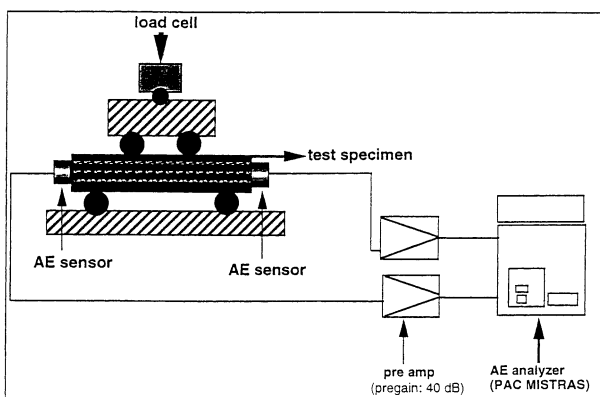 load cell
test specimen
AE sensor
AE sensor
pre amp
(pregain: 40 dB)
AE analyzer
(PAC MISTRAS)